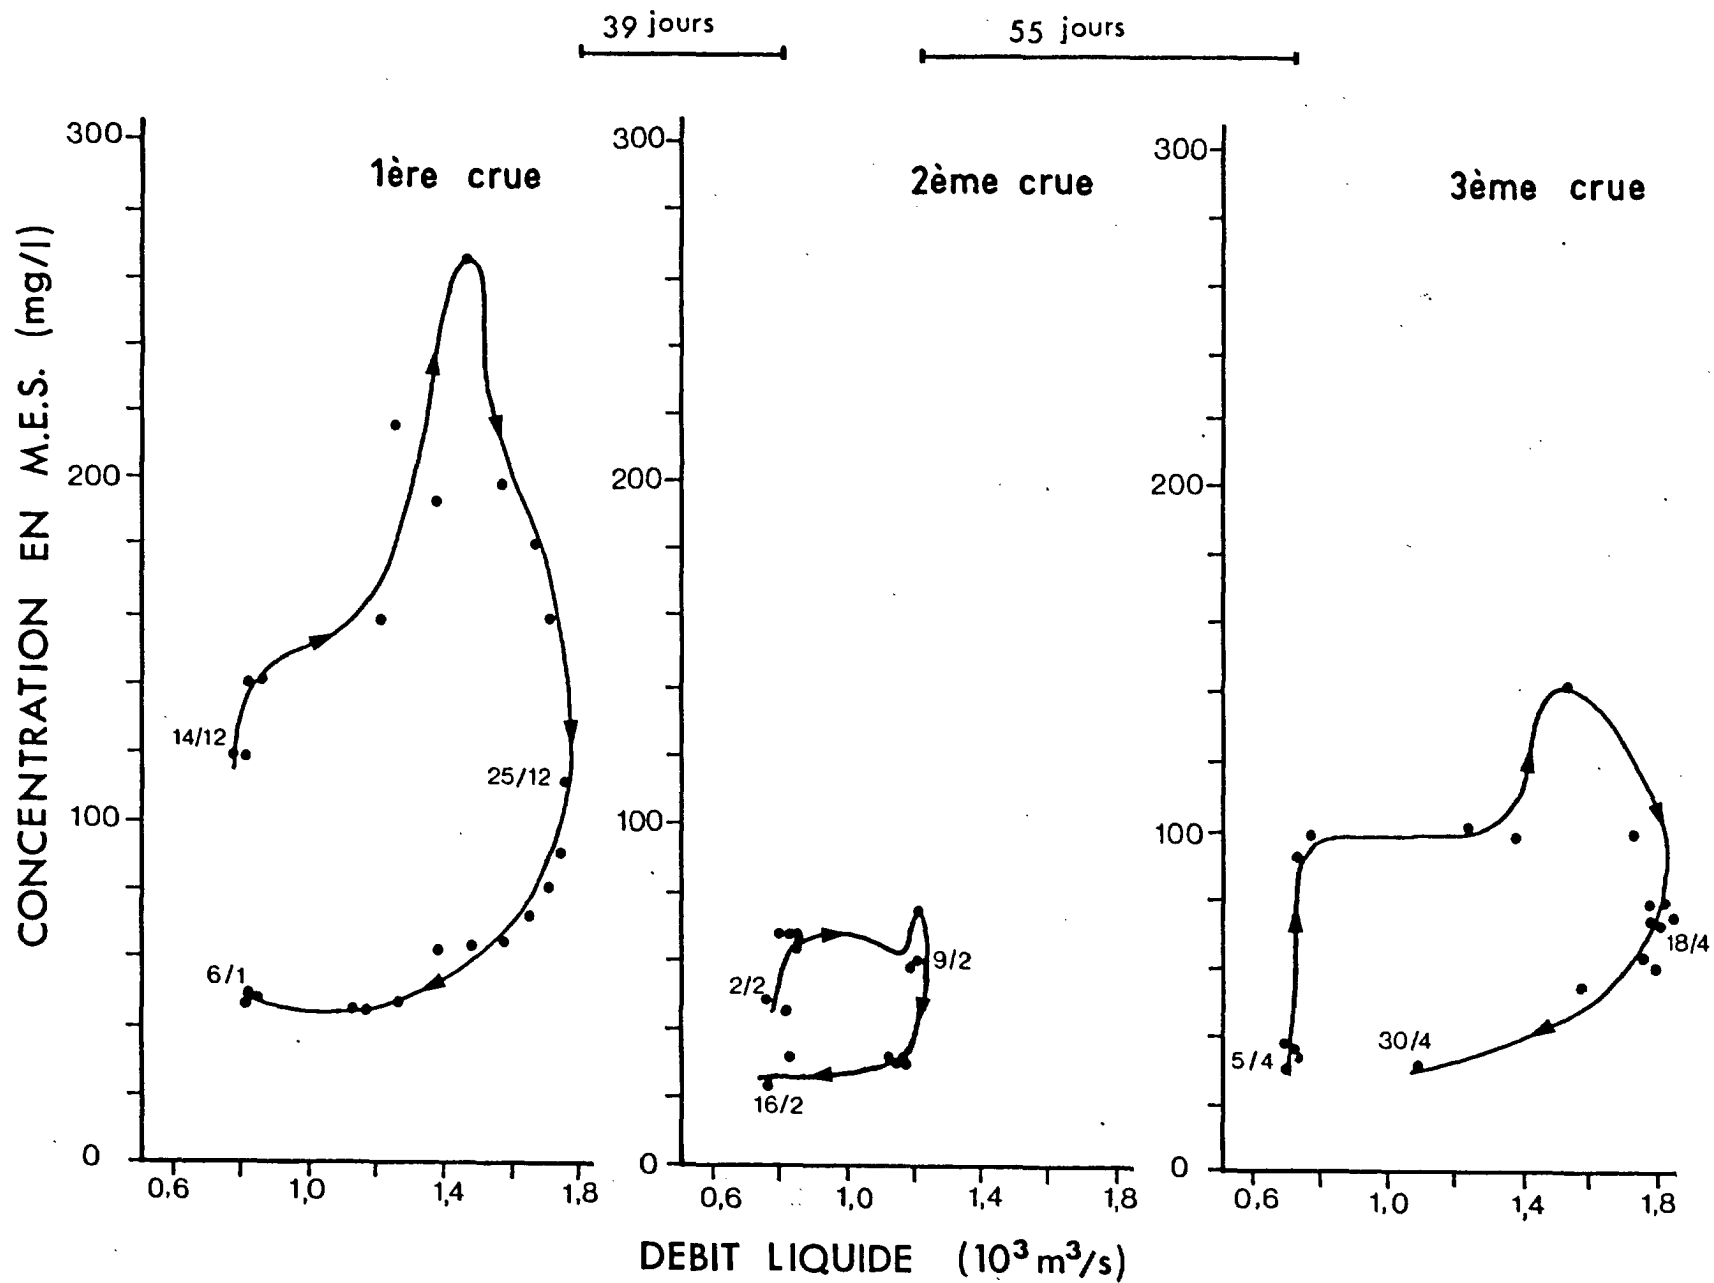 39 jours
55 jours
CONCENTRATION EN M.E.S. (mg/l)
1ère crue
300
200
100
0
14/12
25/12
6/1
0,6 1,0 1,4 1,8
2ème crue
300
200
100
0
2/2
9/2
16/2
0,6 1,0 1,4 1,8
3ème crue
300
200
100
0
5/4
18/4
30/4
0,6 1,0 1,4 1,8
DEBIT LIQUIDE (10³ m³/s)